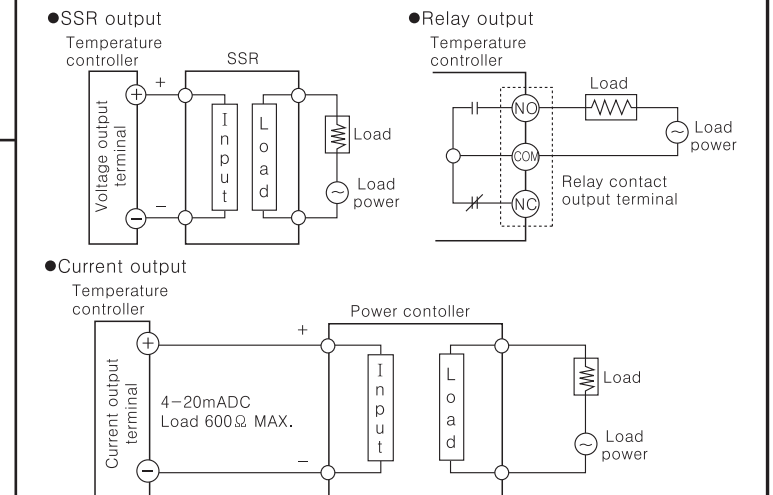 ●SSR output
Temperature
controller
SSR
+
+
Voltage output
terminal
Input
Load
Load
Load
power
−
−
●Relay output
Temperature
controller
Load
NO
COM
NC
Load
power
Relay contact
output terminal
●Current output
Temperature
controller
Power contoller
+
+
Current output
terminal
4−20mADC
Load 600Ω MAX.
Input
Load
Load
Load
power
−
−